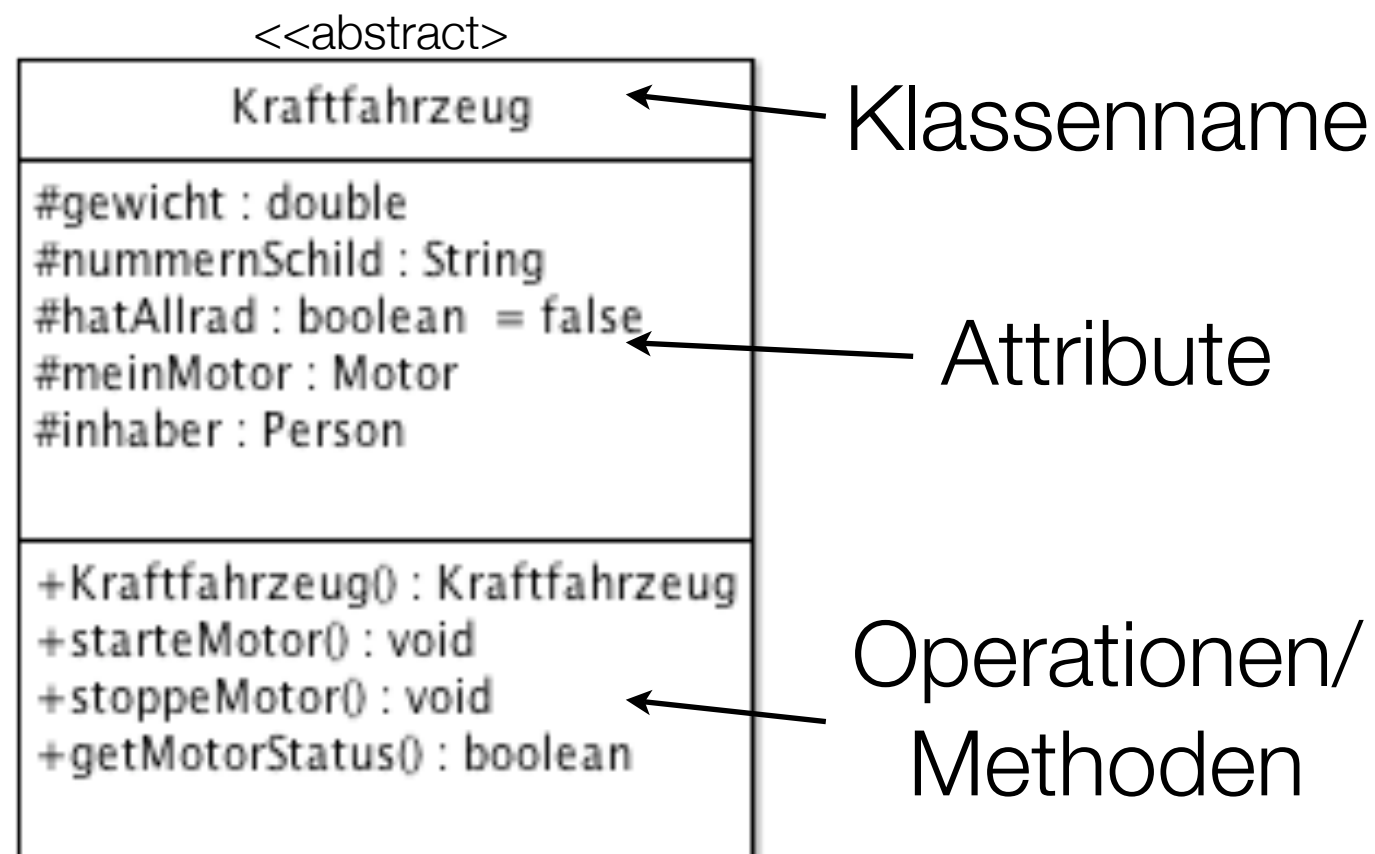 <<abstract>
Kraftfahrzeug
Klassenname
#gewicht : double
#nummernSchild : String
#hatAllrad : boolean = false
#meinMotor : Motor
#inhaber : Person
Attribute
+Kraftfahrzeug() : Kraftfahrzeug
+starteMotor() : void
+stoppeMotor() : void
+getMotorStatus() : boolean
Operationen/
Methoden